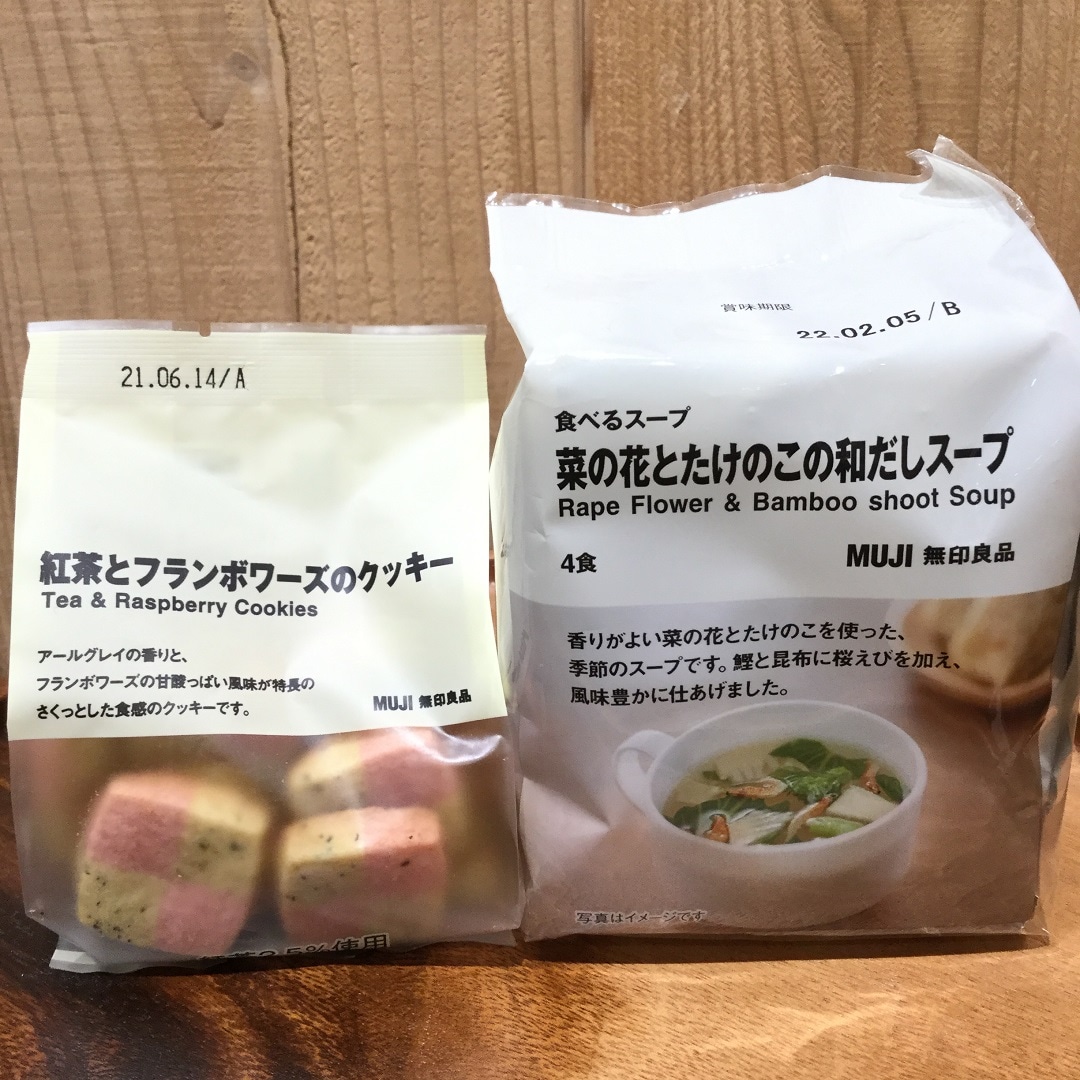 21.06.14/A
紅茶とフランボワーズのクッキー
Tea & Raspberry Cookies
アールグレイの香りと、
フランボワーズの甘酸っぱい風味が特長の
さくっとした食感のクッキーです。
MUJI 無印良品
使用
賞味期限
22.02.05/B
食べるスープ
菜の花とたけのこの和だしスープ
Rape Flower & Bamboo shoot Soup
4食
MUJI 無印良品
香りがよい菜の花とたけのこを使った、
季節のスープです。鰹と昆布に桜えびを加え、
風味豊かに仕あげました。
写真はイメージです